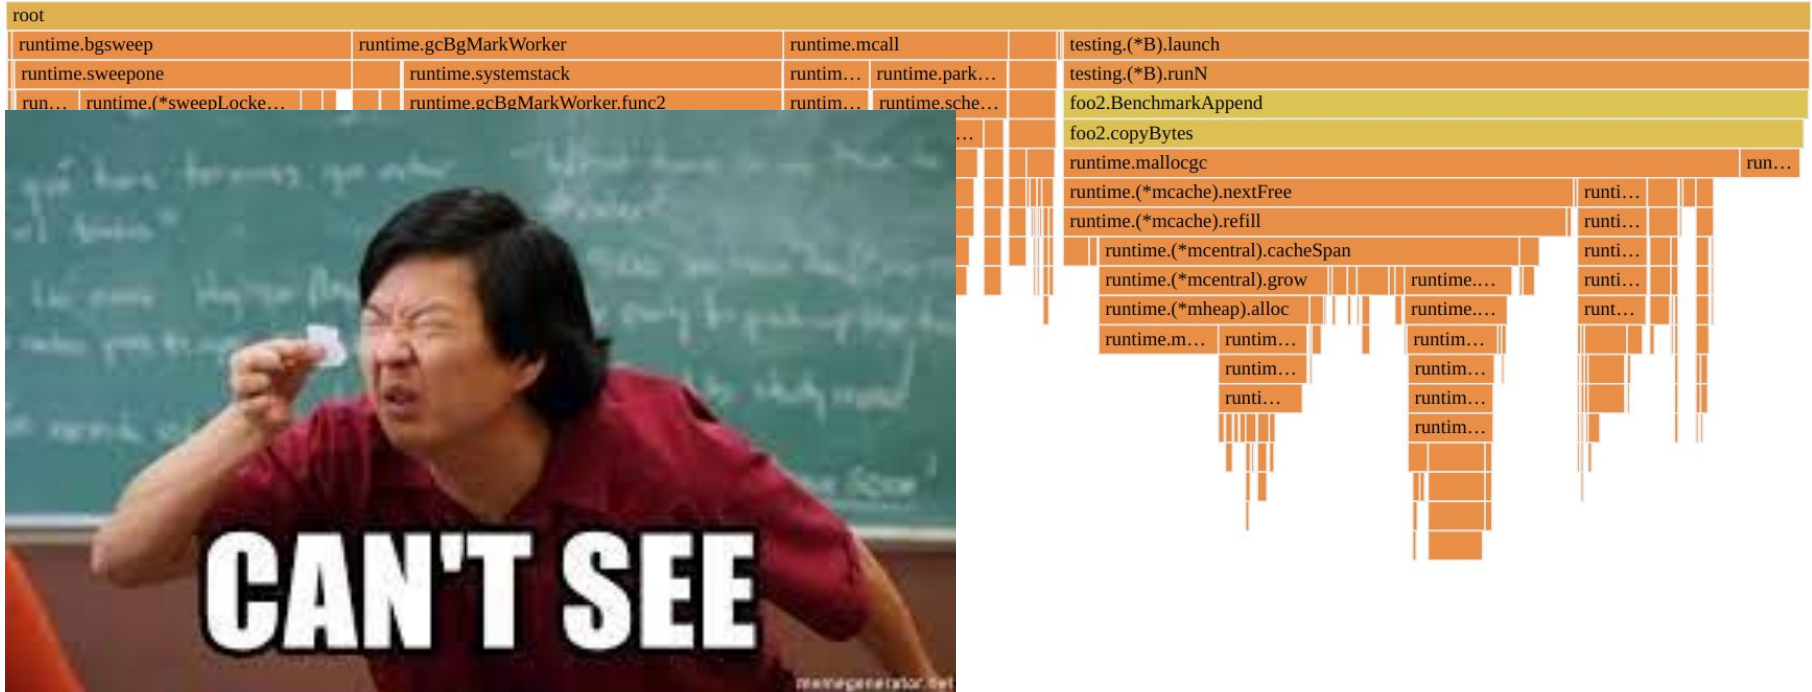 root
runtime.bgsweep runtime.gcBgMarkWorker runtime.mcall testing.(*B).launch
runtime.sweepone runtime.systemstack runtim… runtime.park… testing.(*B).runN
run… runtime.(*sweepLocke… runtime.gcBgMarkWorker.func2 runtim… runtime.sche… foo2.BenchmarkAppend
… foo2.copyBytes
runtime.mallocgc run…
runtime.(*mcache).nextFree runti…
runtime.(*mcache).refill runti…
runtime.(*mcentral).cacheSpan runti…
runtime.(*mcentral).grow runtime.… runti…
runtime.(*mheap).alloc runtime.… runt…
runtime.m… runtim… runtim…
runtim… runtim…
runti… runtim…
runtim…
CAN'T SEE
memegenerator.net